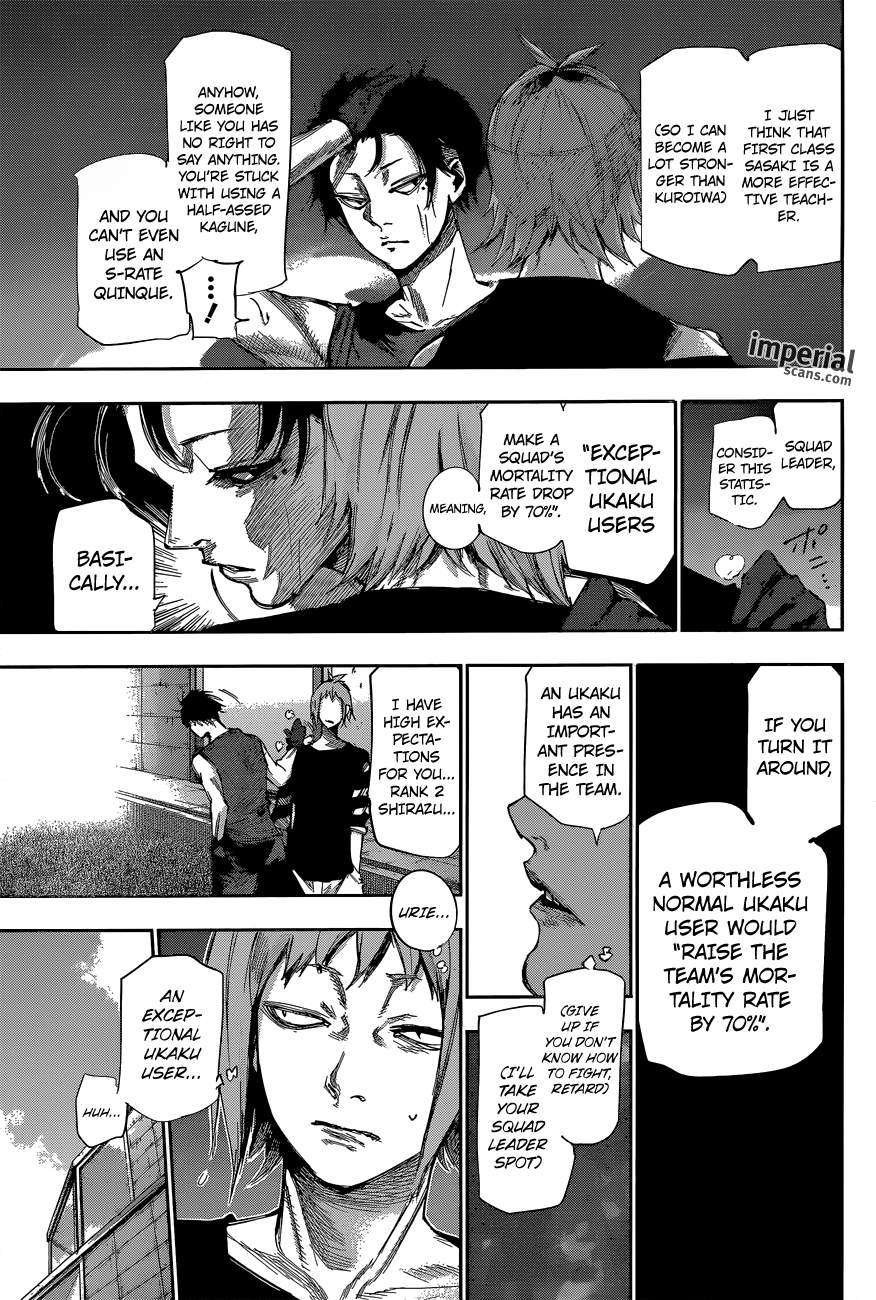 I JUST
THINK THAT
FIRST CLASS
SASAKI IS A
MORE EFFEC-
TIVE TEACH-
ER.
(SO I CAN
BECOME A
LOT STRON-
GER THAN
KUROIWA)
ANYHOW,
SOMEONE
LIKE YOU HAS
NO RIGHT TO
SAY ANYTHING.
YOU'RE STUCK
WITH USING A
HALF-ASSED
KAGUNE,
AND YOU
CAN'T EVEN
USE AN
S-RATE
QUINQUE.
...!
imperial
scans.com
SQUAD
LEADER,
CONSID-
ER THIS
STATIS-
TIC.
ポ
"EXCEP-
TIONAL
UKAKU
USERS
MAKE A
SQUAD'S
MORTALITY
RATE DROP
BY 70%".
MEANING,
BASI-
CALLY...
IF YOU
TURN IT
AROUND,
A WORTHLESS
NORMAL UKAKU
USER WOULD
"RAISE THE
TEAM'S MOR-
TALITY RATE
BY 70%".
AN UKAKU
HAS AN
IMPORT-
ANT PRES-
ENCE IN
THE TEAM.
I HAVE
HIGH EX-
PECTA-
TIONS
FOR YOU...
RANK 2
SHIRAZU
(GIVE
UP IF
YOU DON'T
KNOW HOW
TO FIGHT,
RETARD)
(I'LL
TAKE
YOUR
SQUAD
LEADER
SPOT)
URIE...
AN
EXCEP-
TIONAL
UKAKU
USER...
HUH...